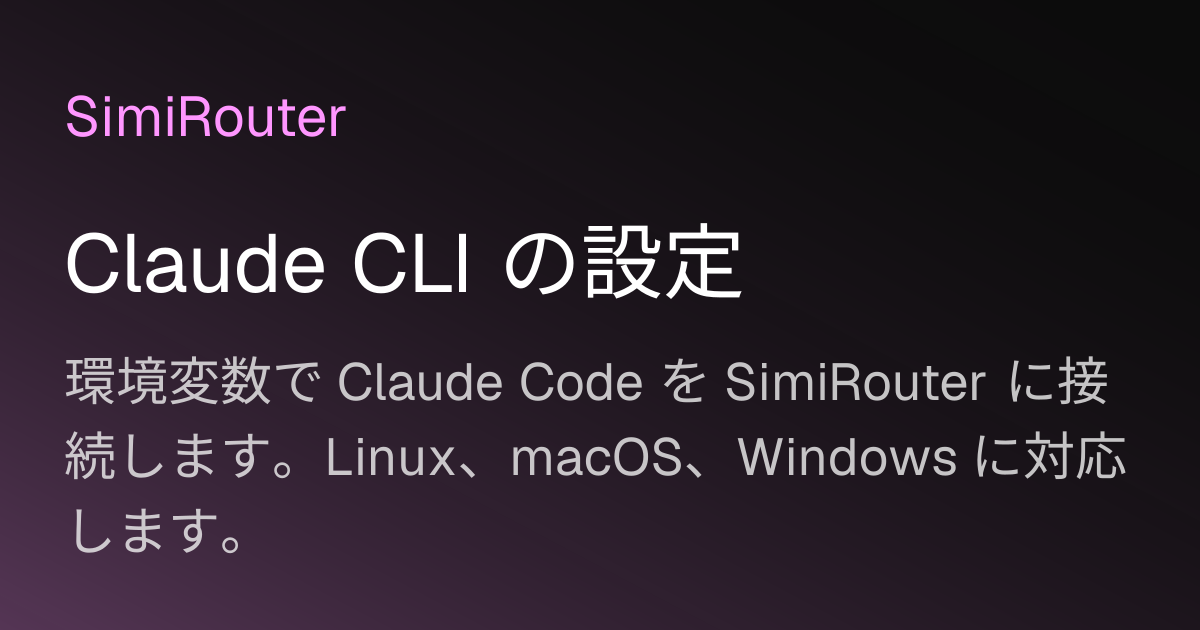 SimiRouter
Claude CLI の設定
環境変数で Claude Code を SimiRouter に接
続します。Linux、macOS、Windows に対応
します。